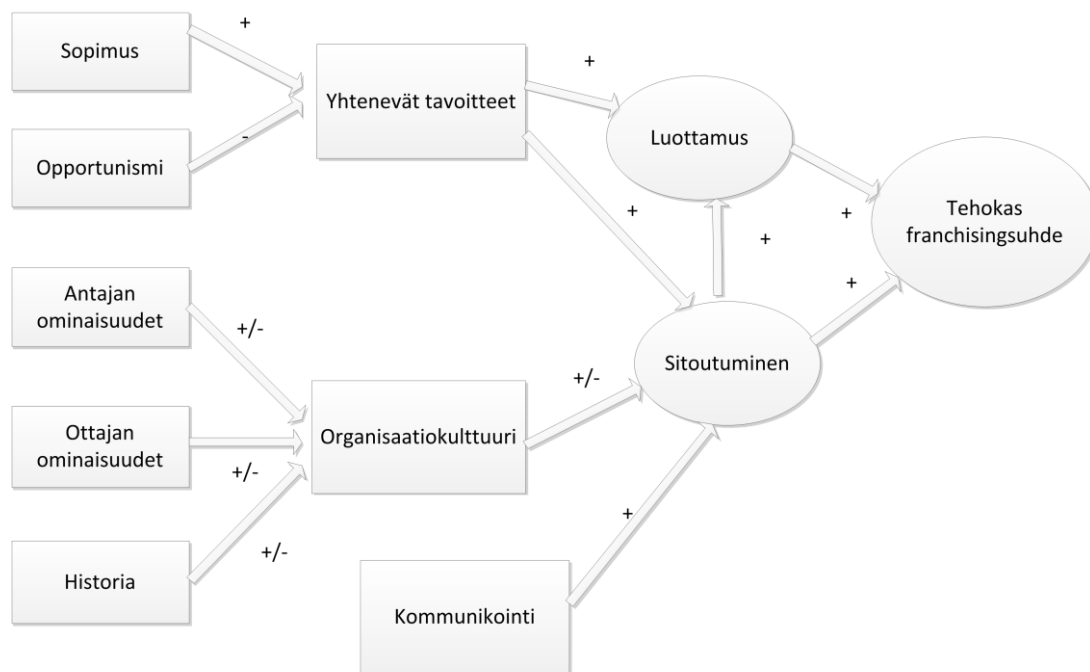 Sopimus
+
Opportunismi
-
Yhtenevät tavoitteet
+
+
Luottamus
+
+
Tehokas
franchisingsuhde
+
Sitoutuminen
Antajan
ominaisuudet
+/-
Ottajan
ominaisuudet
+/-
Historia
+/-
Organisaatiokulttuuri
+/-
Kommunikointi
+